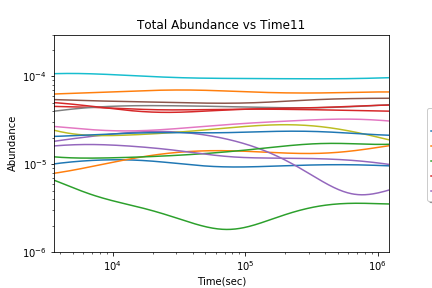 Total Abundance vs Time11
10⁻⁴
10⁻⁵
10⁻⁶
Abundance
10⁴ 10⁵ 10⁶
Time(sec)